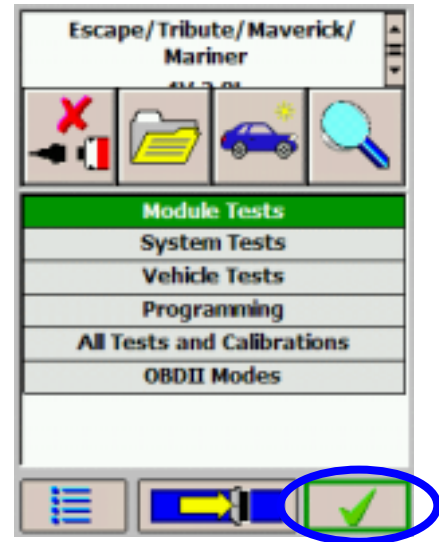 Escape/Tribute/Maverick/
Mariner
Module Tests
System Tests
Vehicle Tests
Programming
All Tests and Calibrations
OBDII Modes